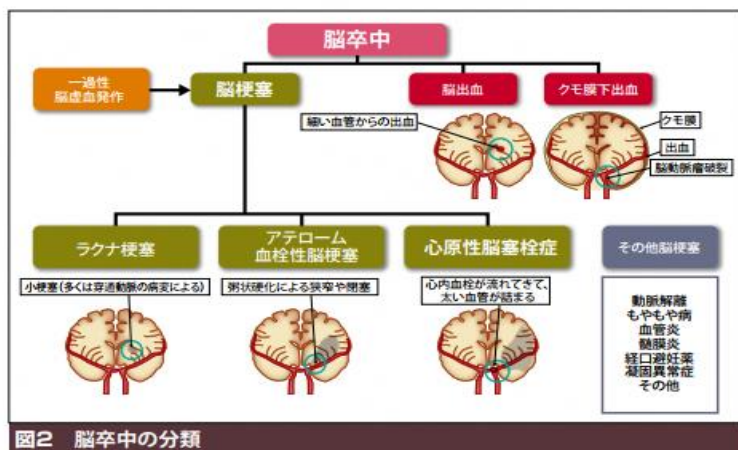 脳卒中
一過性
脳虚血発作
脳梗塞
脳出血
クモ膜下出血
細い血管からの出血
クモ膜
出血
脳動脈瘤破裂
ラクナ梗塞
アテローム
血栓性脳梗塞
心原性脳塞栓症
その他脳梗塞
小梗塞(多くは穿通動脈の病変による)
粥状硬化による狭窄や閉塞
心内血栓が流れてきて、
太い血管が詰まる
動脈解離
もやもや病
血管炎
髄膜炎
経口避妊薬
凝固異常症
その他
図2 脳卒中の分類